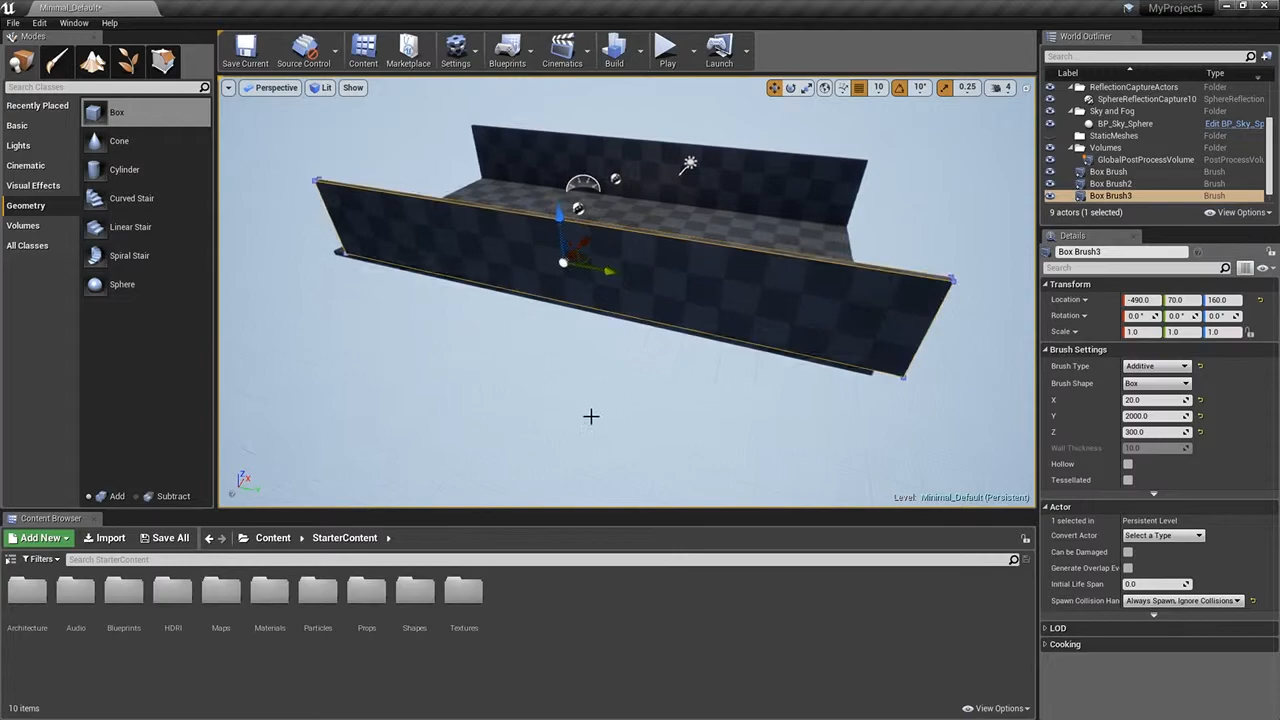 Minimal_Default*
MyProject5
File Edit Window Help
Modes
Search Classes
Recently Placed
Basic
Lights
Cinematic
Visual Effects
Geometry
Volumes
All Classes
Box
Cone
Cylinder
Curved Stair
Linear Stair
Spiral Stair
Sphere
Add Subtract
Save Current Source Control Content Marketplace Settings Blueprints Cinematics Build Play Launch
Perspective Lit Show
10 10° 0.25 4
Z
X
Y
Level: Minimal_Default (Persistent)
World Outliner
Search...
Label Type
ReflectionCaptureActors Folder
SphereReflectionCapture10 SphereReflection
Sky and Fog Folder
BP_Sky_Sphere Edit BP_Sky_Sp
StaticMeshes Folder
Volumes Folder
GlobalPostProcessVolume PostProcessVolu
Box Brush Brush
Box Brush2 Brush
Box Brush3 Brush
9 actors (1 selected) View Options
Details
Box Brush3
Search
Transform
Location -490.0 70.0 160.0
Rotation 0.0 ° 0.0 ° 0.0 °
Scale 1.0 1.0 1.0
Brush Settings
Brush Type Additive
Brush Shape Box
X 20.0
Y 2000.0
Z 300.0
Wall Thickness 10.0
Hollow
Tessellated
Actor
1 selected in Persistent Level
Convert Actor Select a Type
Can be Damaged
Generate Overlap Ev
Initial Life Span 0.0
Spawn Collision Han Always Spawn, Ignore Collisions
LOD
Cooking
Content Browser
Add New Import Save All Content StarterContent
Filters Search StarterContent
Architecture Audio Blueprints HDRI Maps Materials Particles Props Shapes Textures
10 items View Options